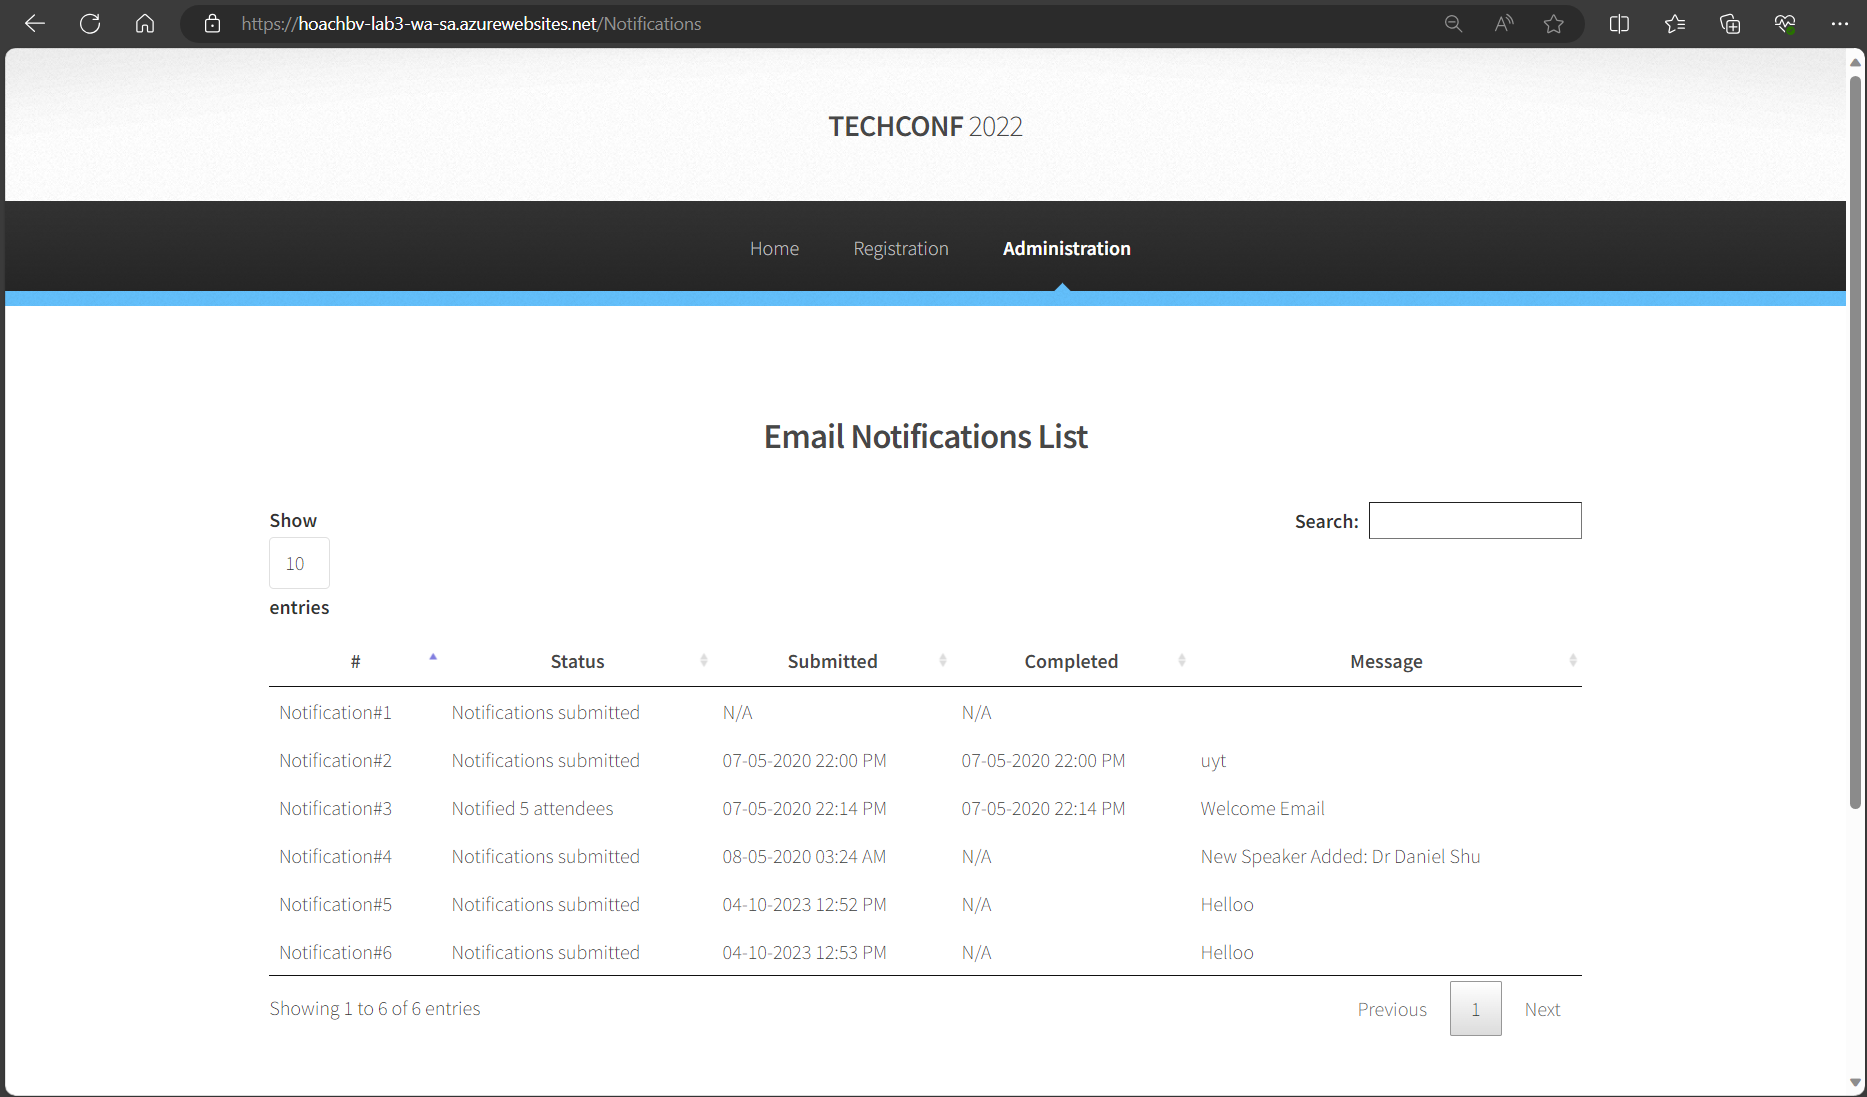 https://hoachbv-lab3-wa-sa.azurewebsites.net/Notifications
TECHCONF 2022
Home Registration Administration
Email Notifications List
Show
10
entries
Search:
# Status Submitted Completed Message
Notification#1 Notifications submitted N/A N/A
Notification#2 Notifications submitted 07-05-2020 22:00 PM 07-05-2020 22:00 PM uyt
Notification#3 Notified 5 attendees 07-05-2020 22:14 PM 07-05-2020 22:14 PM Welcome Email
Notification#4 Notifications submitted 08-05-2020 03:24 AM N/A New Speaker Added: Dr Daniel Shu
Notification#5 Notifications submitted 04-10-2023 12:52 PM N/A Helloo
Notification#6 Notifications submitted 04-10-2023 12:53 PM N/A Helloo
Showing 1 to 6 of 6 entries
Previous 1 Next